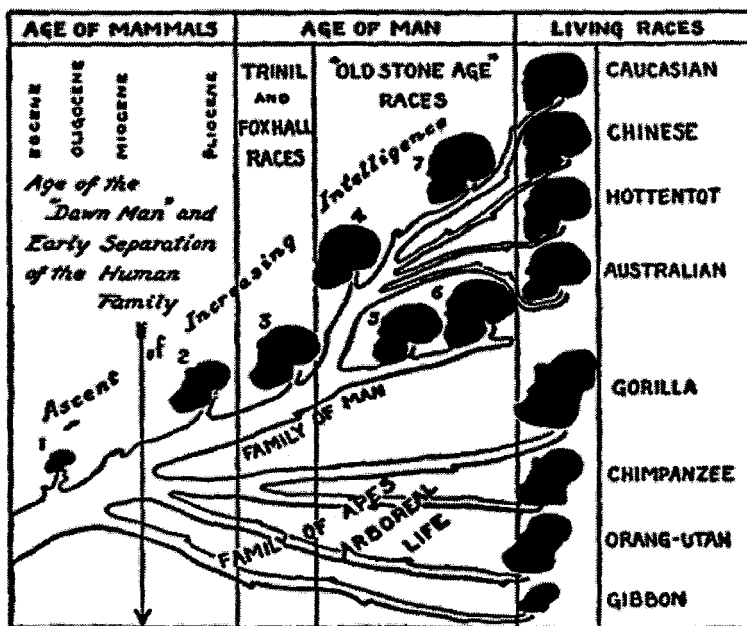 AGE OF MAMMALS
AGE OF MAN
LIVING RACES
EOCENE
OLIGOCENE
MIOCENE
PLIOCENE
TRINIL
AND
FOXHALL
RACES
"OLD STONE AGE"
RACES
Age of the
"Dawn Man" and
Early Separation
of the Human
Family
Ascent of Increasing Intelligence
1
2
3
4
5
6
7
FAMILY OF MAN
FAMILY OF APES
ARBOREAL
LIFE
CAUCASIAN
CHINESE
HOTTENTOT
AUSTRALIAN
GORILLA
CHIMPANZEE
ORANG-UTAN
GIBBON